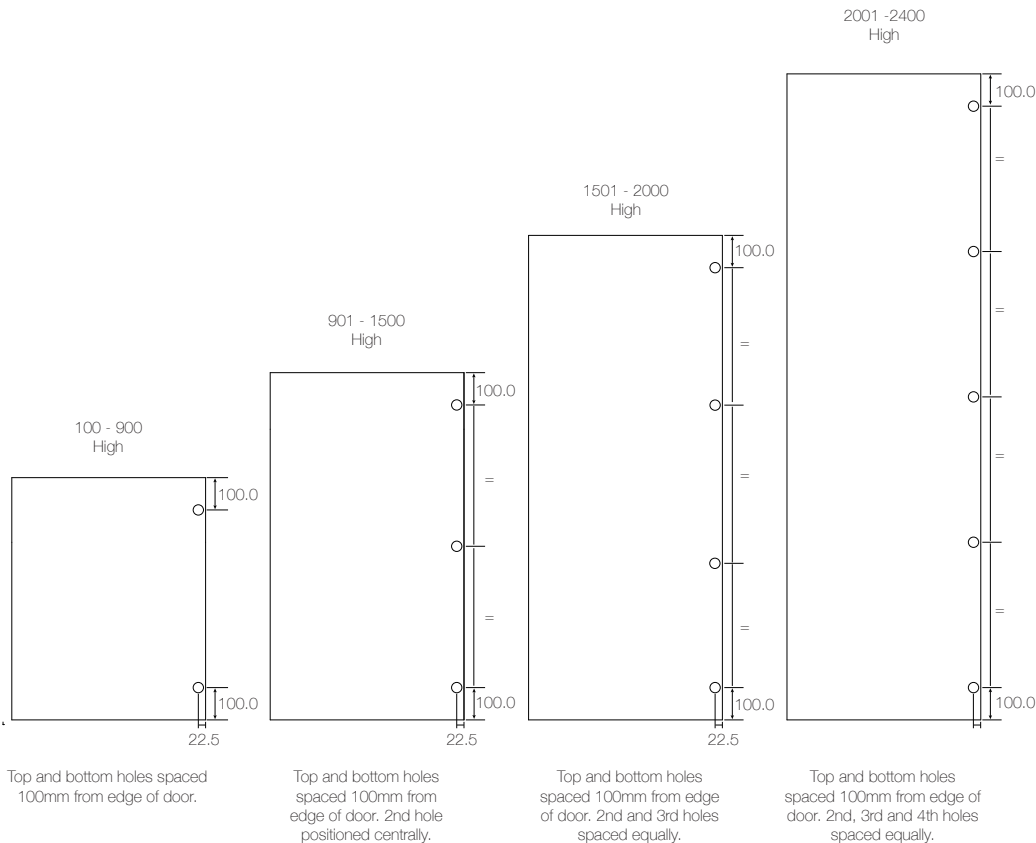 2001 -2400
High
100.0
=
=
=
=
100.0
1501 - 2000
High
100.0
=
=
=
100.0
22.5
901 - 1500
High
100.0
=
=
100.0
22.5
100 - 900
High
100.0
100.0
22.5
Top and bottom holes spaced
100mm from edge of door.
Top and bottom holes
spaced 100mm from
edge of door. 2nd hole
positioned centrally.
Top and bottom holes
spaced 100mm from edge
of door. 2nd and 3rd holes
spaced equally.
Top and bottom holes
spaced 100mm from edge of
door. 2nd, 3rd and 4th holes
spaced equally.